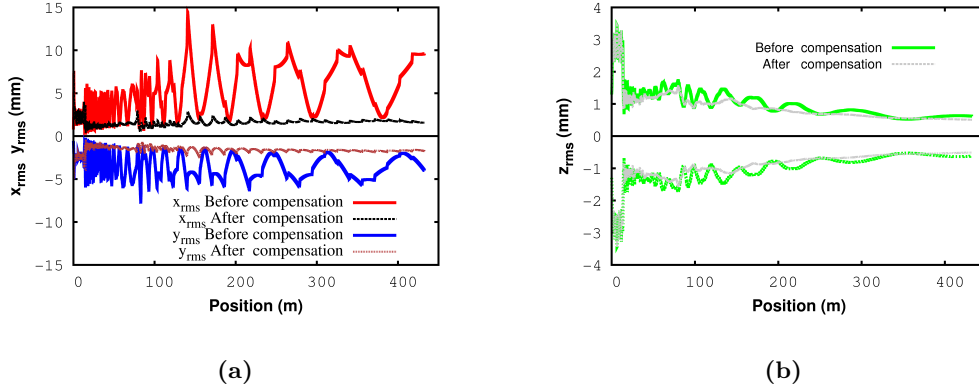 15
10
5
0
−5
−10
−15
x_rms y_rms (mm)
x_rms Before compensation
x_rms After compensation
y_rms Before compensation
y_rms After compensation
0 100 200 300 400
Position (m)
(a)
4
3
2
1
0
−1
−2
−3
−4
z_rms (mm)
Before compensation
After compensation
0 100 200 300 400
Position (m)
(b)